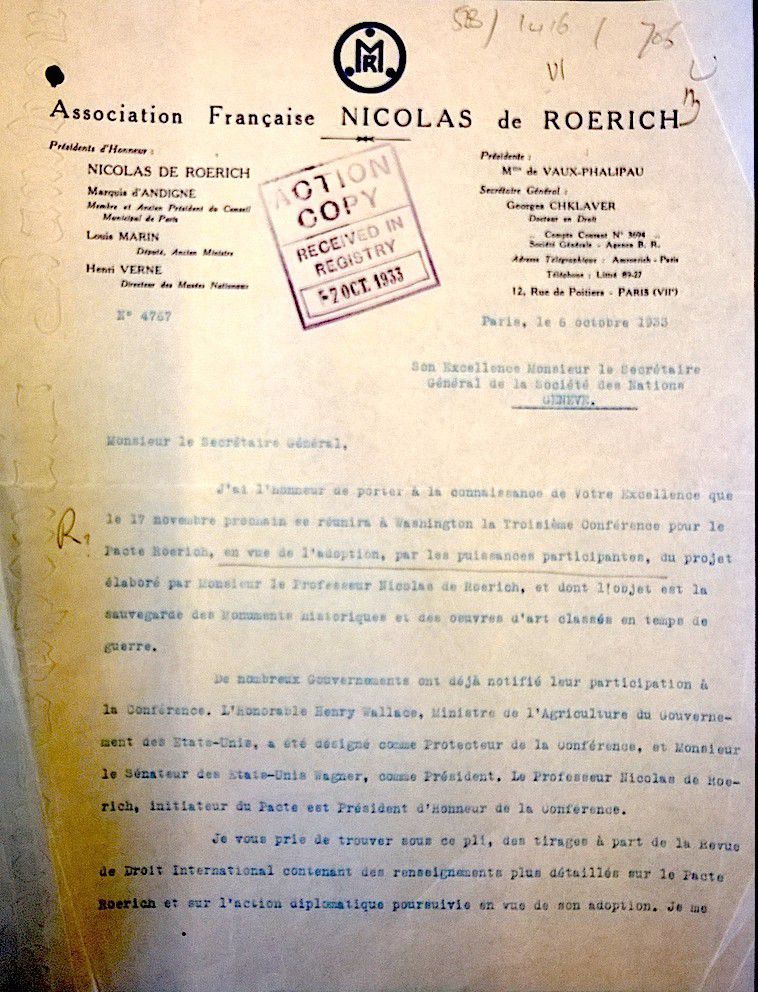 5B / 1416 / 705
VI
MR
Association Française NICOLAS de ROERICH
Présidents d'Honneur :
NICOLAS DE ROERICH
Marquis d'ANDIGNÉ
Membre et Ancien Président du Conseil
Municipal de Paris
Louis MARIN
Député, Ancien Ministre
Henri VERNE
Directeur des Musées Nationaux
Présidente :
Mme de VAUX-PHALIPAU
Secrétaire Général :
Georges CHKLAVER
Docteur en Droit
Compte Courant N° 3694
Société Générale - Agence B. R.
Adresse Télégraphique : - Paris
Téléphone : Litté 89-27
12, Rue de Poitiers - PARIS (VIIe)
ACTION
COPY
RECEIVED IN
REGISTRY
OCT. 1933
N° 4767
Paris, le 6 octobre 1933
Son Excellence Monsieur le Secrétaire
Général de la Société des Nations
GENEVE.
Monsieur le Secrétaire Général,
J'ai l'honneur de porter à la connaissance de Votre Excellence que
le 17 novembre prochain se réunira à Washington la Troisième Conférence pour le
Pacte Roerich, en vue de l'adoption, par les puissances participantes, du projet
élaboré par Monsieur le Professeur Nicolas de Roerich, et dont l'objet est la
sauvegarde des Monuments historiques et des oeuvres d'art classés en temps de
guerre.
De nombreux Gouvernements ont déjà notifié leur participation à
la Conférence. L'Honorable Henry Wallace, Ministre de l'Agriculture du Gouverne-
ment des Etats-Unis, a été désigné comme Protecteur de la Conférence, et Monsieur
le Sénateur des Etats-Unis Wagner, comme Président. Le Professeur Nicolas de Roe-
rich, initiateur du Pacte est Président d'Honneur de la Conférence.
Je vous prie de trouver sous ce pli, des tirages à part de la Revue
de Droit International contenant des renseignements plus détaillés sur le Pacte
Roerich et sur l'action diplomatique poursuivie en vue de son adoption. Je me